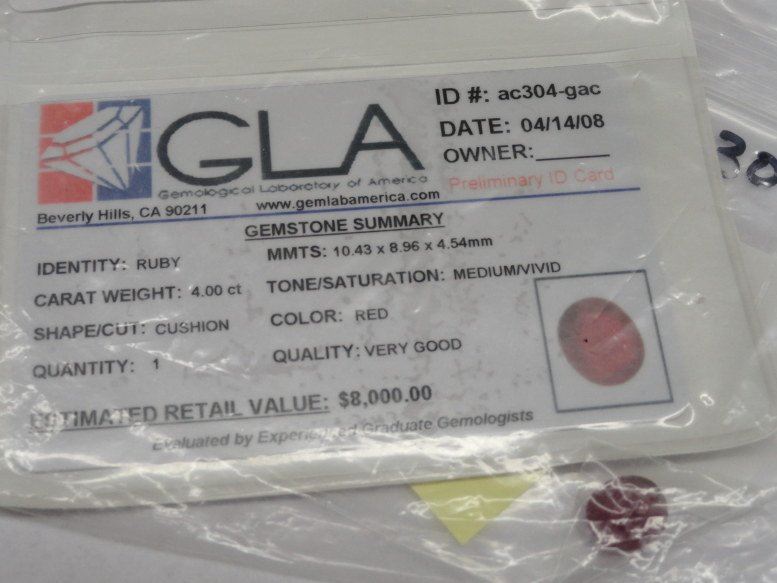 GLA
Gemological Laboratory of America
Beverly Hills, CA 90211
www.gemlabamerica.com
ID #: ac304-gac
DATE: 04/14/08
OWNER:______
Preliminary ID Card
GEMSTONE SUMMARY
IDENTITY: RUBY
MMTS: 10.43 x 8.96 x 4.54mm
CARAT WEIGHT: 4.00 ct
TONE/SATURATION: MEDIUM/VIVID
SHAPE/CUT: CUSHION
COLOR: RED
QUANTITY: 1
QUALITY: VERY GOOD
ESTIMATED RETAIL VALUE: $8,000.00
Evaluated by Experienced Graduate Gemologists